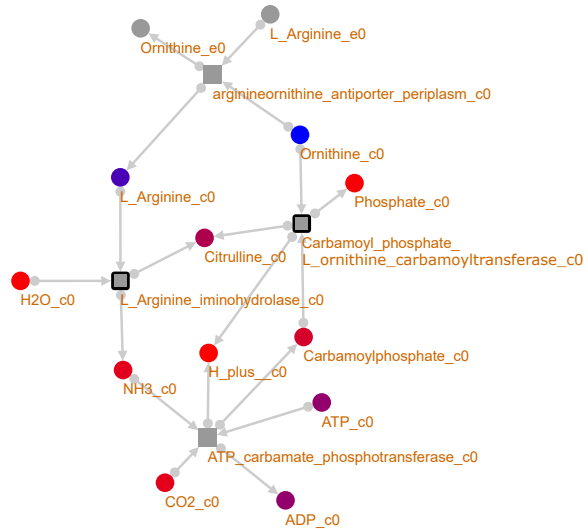 L_Arginine_e0
Ornithine_e0
arginineornithine_antiporter_periplasm_c0
Ornithine_c0
L_Arginine_c0
Phosphate_c0
Carbamoyl_phosphate_
L_ornithine_carbamoyltransferase_c0
Citrulline_c0
H2O_c0
L_Arginine_iminohydrolase_c0
Carbamoylphosphate_c0
H_plus__c0
NH3_c0
ATP_c0
ATP_carbamate_phosphotransferase_c0
CO2_c0
ADP_c0